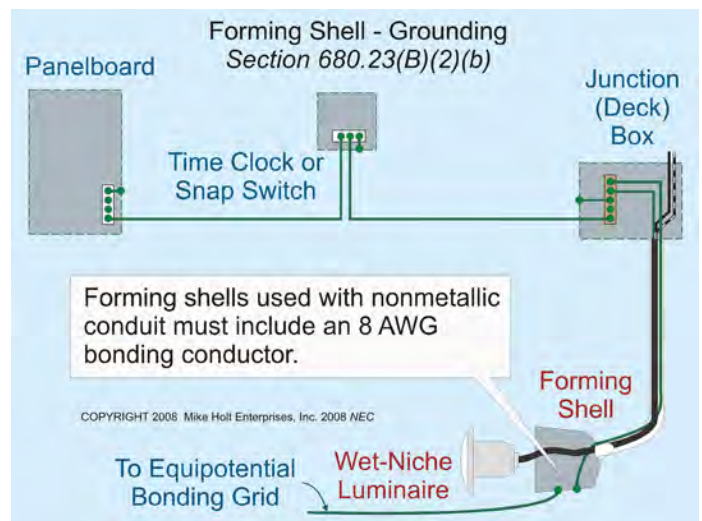 Forming Shell - Grounding
Section 680.23(B)(2)(b)
Panelboard
Junction
(Deck)
Box
Time Clock or
Snap Switch
Forming shells used with nonmetallic
conduit must include an 8 AWG
bonding conductor.
Forming
Shell
COPYRIGHT 2008 Mike Holt Enterprises, Inc. 2008 NEC
To Equipotential
Bonding Grid
Wet-Niche
Luminaire